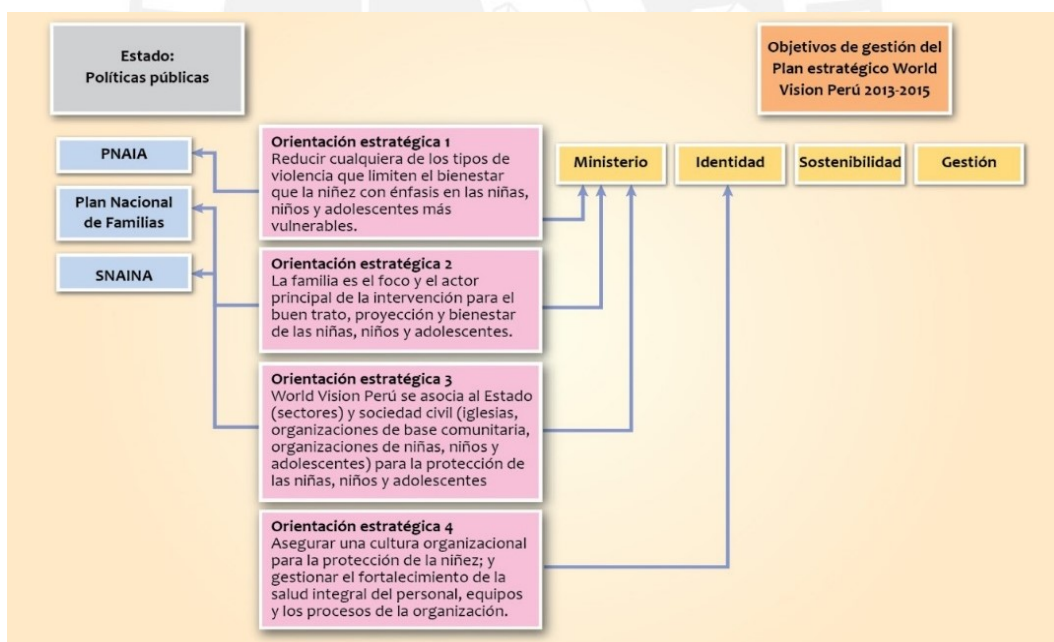 Estado:
Políticas públicas
Objetivos de gestión del
Plan estratégico World
Vision Perú 2013-2015
PNAIA
Plan Nacional
de Familias
SNAINA
Orientación estratégica 1
Reducir cualquiera de los tipos de
violencia que limiten el bienestar
que la niñez con énfasis en las niñas,
niños y adolescentes más
vulnerables.
Ministerio
Identidad
Sostenibilidad
Gestión
Orientación estratégica 2
La familia es el foco y el actor
principal de la intervención para el
buen trato, proyección y bienestar
de las niñas, niños y adolescentes.
Orientación estratégica 3
World Vision Perú se asocia al Estado
(sectores) y sociedad civil (iglesias,
organizaciones de base comunitaria,
organizaciones de niñas, niños y
adolescentes) para la protección de
las niñas, niños y adolescentes
Orientación estratégica 4
Asegurar una cultura organizacional
para la protección de la niñez; y
gestionar el fortalecimiento de la
salud integral del personal, equipos
y los procesos de la organización.